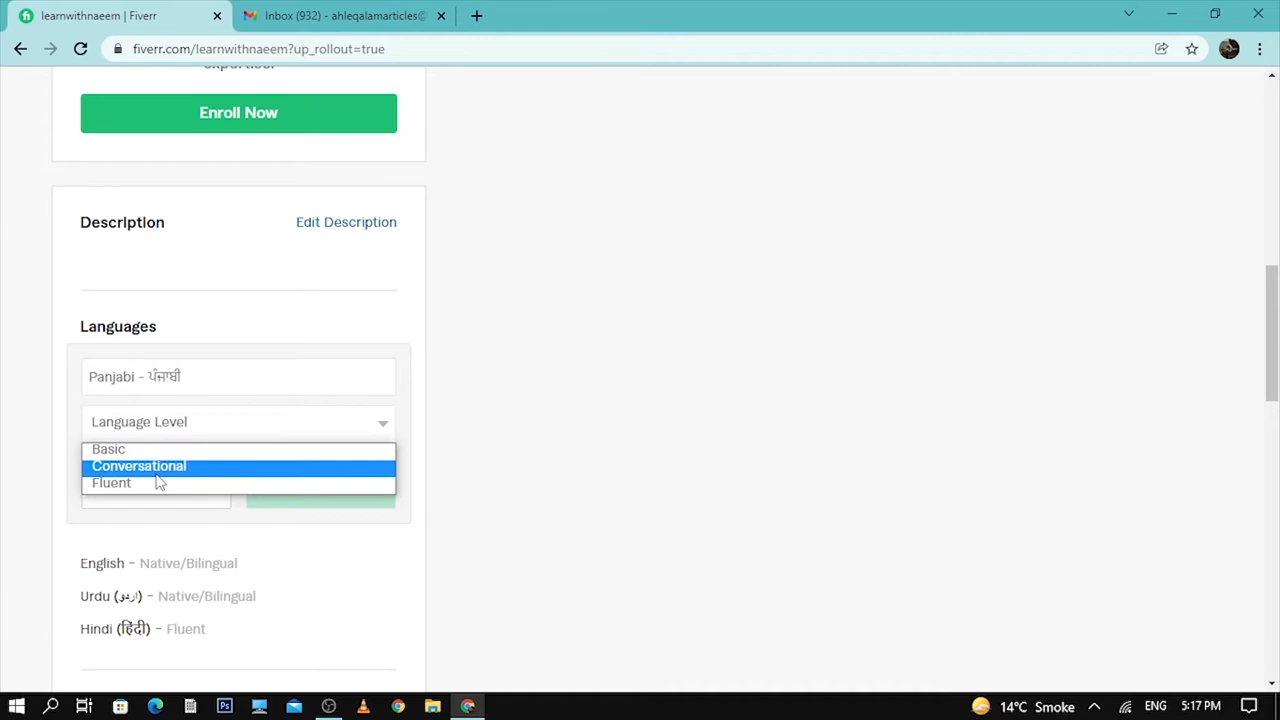 learnwithnaeem | Fiverr
Inbox (932) - ahleqalamarticles@
fiverr.com/learnwithnaeem?up_rollout=true
Enroll Now
Description
Edit Description
Languages
Panjabi - ਪੰਜਾਬੀ
Language Level
Basic
Conversational
Fluent
English - Native/Bilingual
Urdu (اردو) - Native/Bilingual
Hindi (हिंदी) - Fluent
14°C Smoke
ENG
5:17 PM